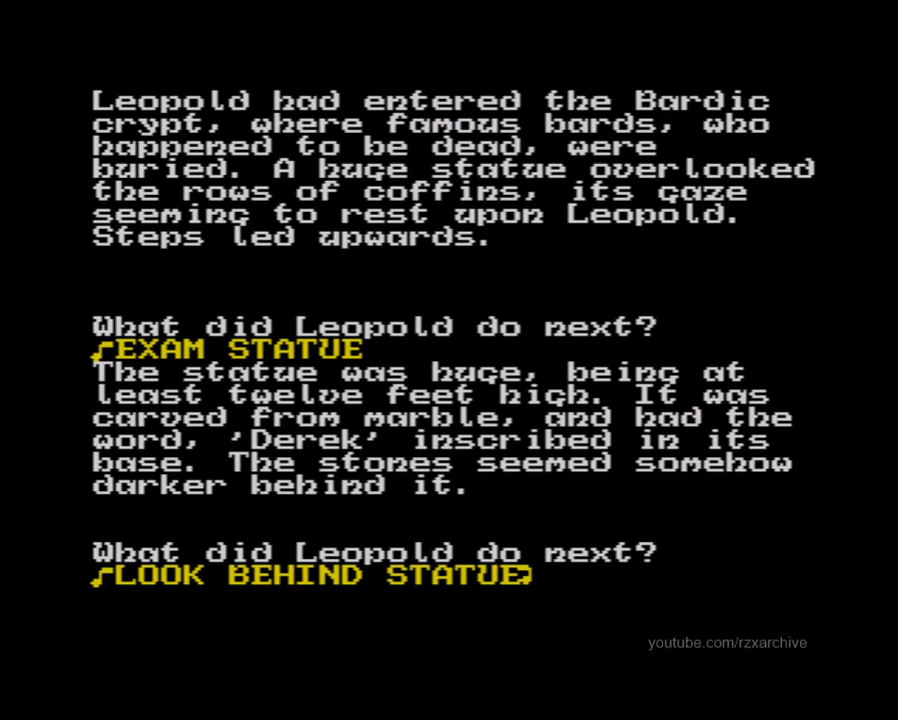 Leopold had entered the Bardic
crypt, where famous bards, who
happened to be dead, were
buried. A huge statue overlooked
the rows of coffins, its gaze
seeming to rest upon Leopold.
Steps led upwards.
What did Leopold do next?
♪EXAM STATUE
The statue was huge, being at
least twelve feet high. It was
carved from marble, and had the
word, 'Derek' inscribed in its
base. The stones seemed somehow
darker behind it.
What did Leopold do next?
♪LOOK BEHIND STATUE
youtube.com/rzxarchive